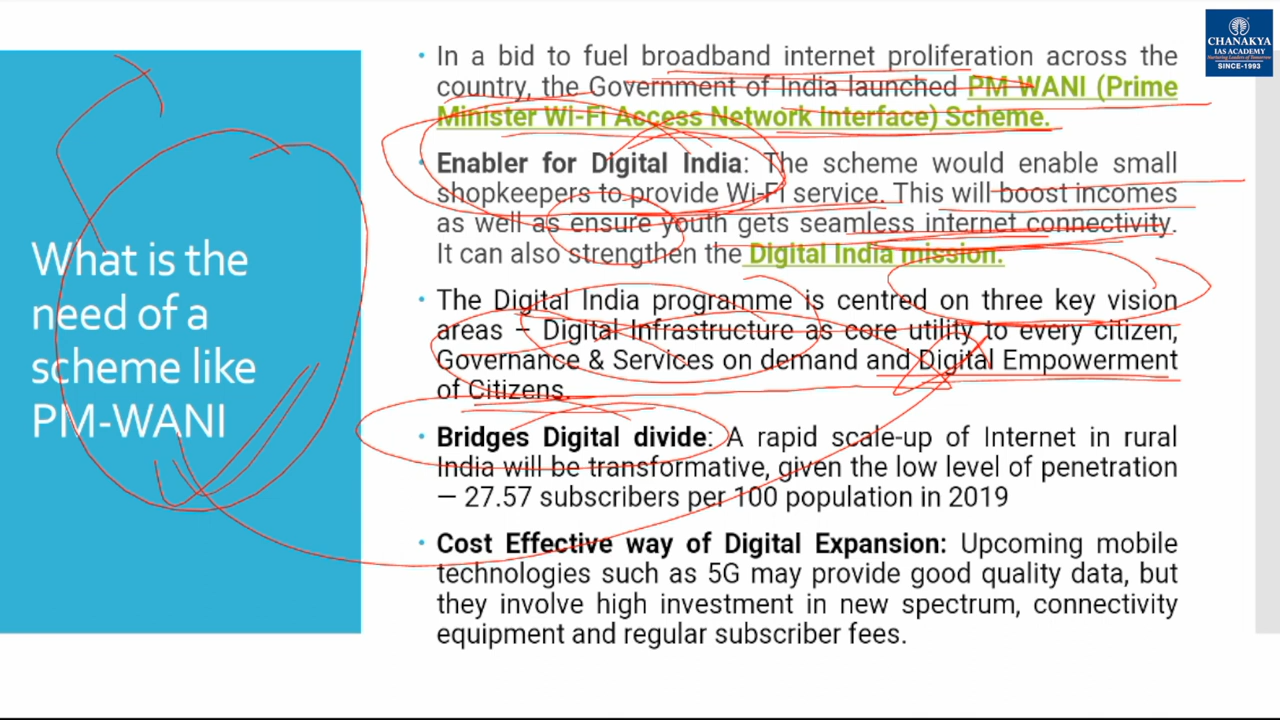 CHANAKYA
IAS ACADEMY
Nurturing Leaders of Tomorrow
SINCE-1993
What is the
need of a
scheme like
PM-WANI
• In a bid to fuel broadband internet proliferation across the
country, the Government of India launched PM WANI (Prime
Minister Wi-Fi Access Network Interface) Scheme.
• Enabler for Digital India: The scheme would enable small
shopkeepers to provide Wi-Fi service. This will boost incomes
as well as ensure youth gets seamless internet connectivity.
It can also strengthen the Digital India mission.
• The Digital India programme is centred on three key vision
areas – Digital Infrastructure as core utility to every citizen,
Governance & Services on demand and Digital Empowerment
of Citizens.
• Bridges Digital divide: A rapid scale-up of Internet in rural
India will be transformative, given the low level of penetration
— 27.57 subscribers per 100 population in 2019
• Cost Effective way of Digital Expansion: Upcoming mobile
technologies such as 5G may provide good quality data, but
they involve high investment in new spectrum, connectivity
equipment and regular subscriber fees.